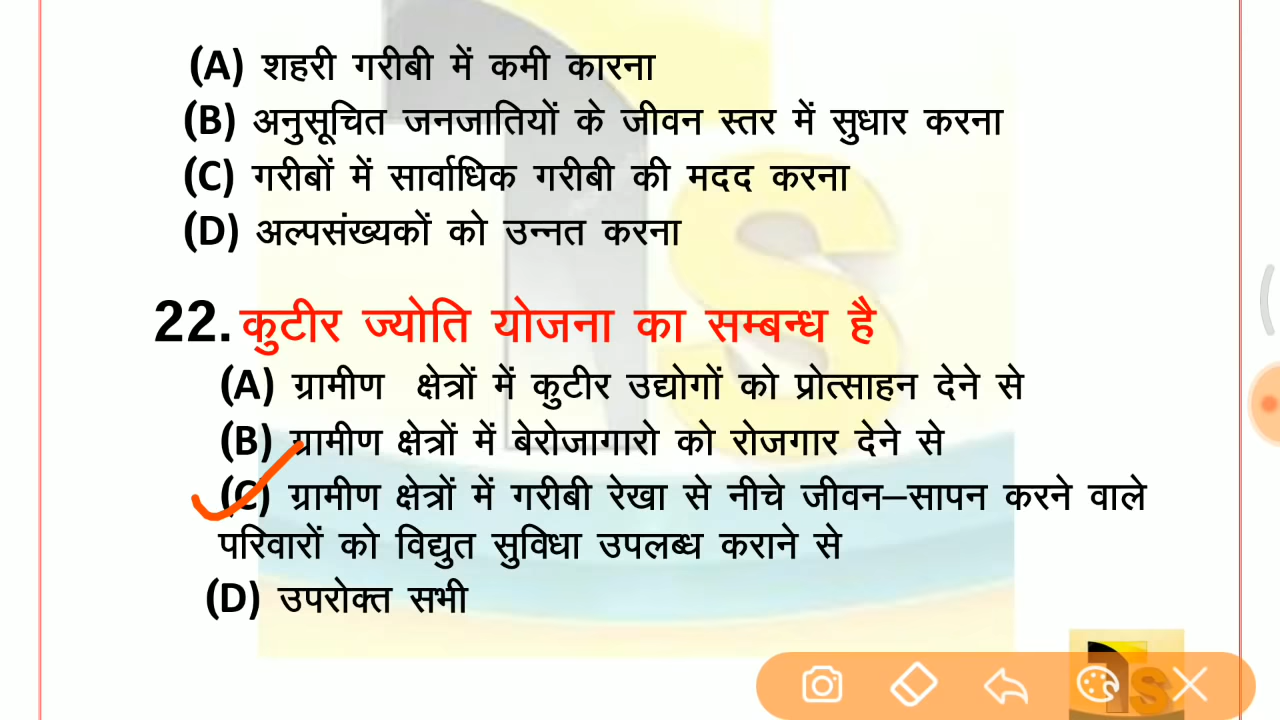 (A) शहरी गरीबी में कमी कारना
(B) अनुसूचित जनजातियों के जीवन स्तर में सुधार करना
(C) गरीबों में सार्वाधिक गरीबी की मदद करना
(D) अल्पसंख्यकों को उन्नत करना
22. कुटीर ज्योति योजना का सम्बन्ध है
(A) ग्रामीण क्षेत्रों में कुटीर उद्योगों को प्रोत्साहन देने से
(B) ग्रामीण क्षेत्रों में बेरोजागारो को रोजगार देने से
(C) ग्रामीण क्षेत्रों में गरीबी रेखा से नीचे जीवन–सापन करने वाले
परिवारों को विद्युत सुविधा उपलब्ध कराने से
(D) उपरोक्त सभी